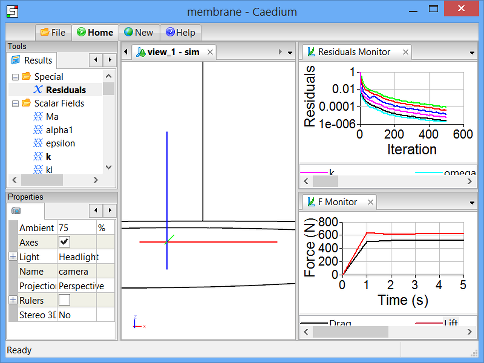 membrane - Caedium
File Home New Help
Tools
Results
Special
Residuals
Scalar Fields
Ma
alpha1
epsilon
k
kl
Properties
Ambient 75 %
Axes
Light Headlight
Name camera
Projection Perspective
Rulers
Stereo 3D No
view_1 - sim
Residuals Monitor
Residuals
1
0.01
0.0001
1e-006
0 200 400 600
Iteration
k omega
F Monitor
Force (N)
800
600
400
200
0
0 1 2 3 4 5
Time (s)
Drag Lift
Ready